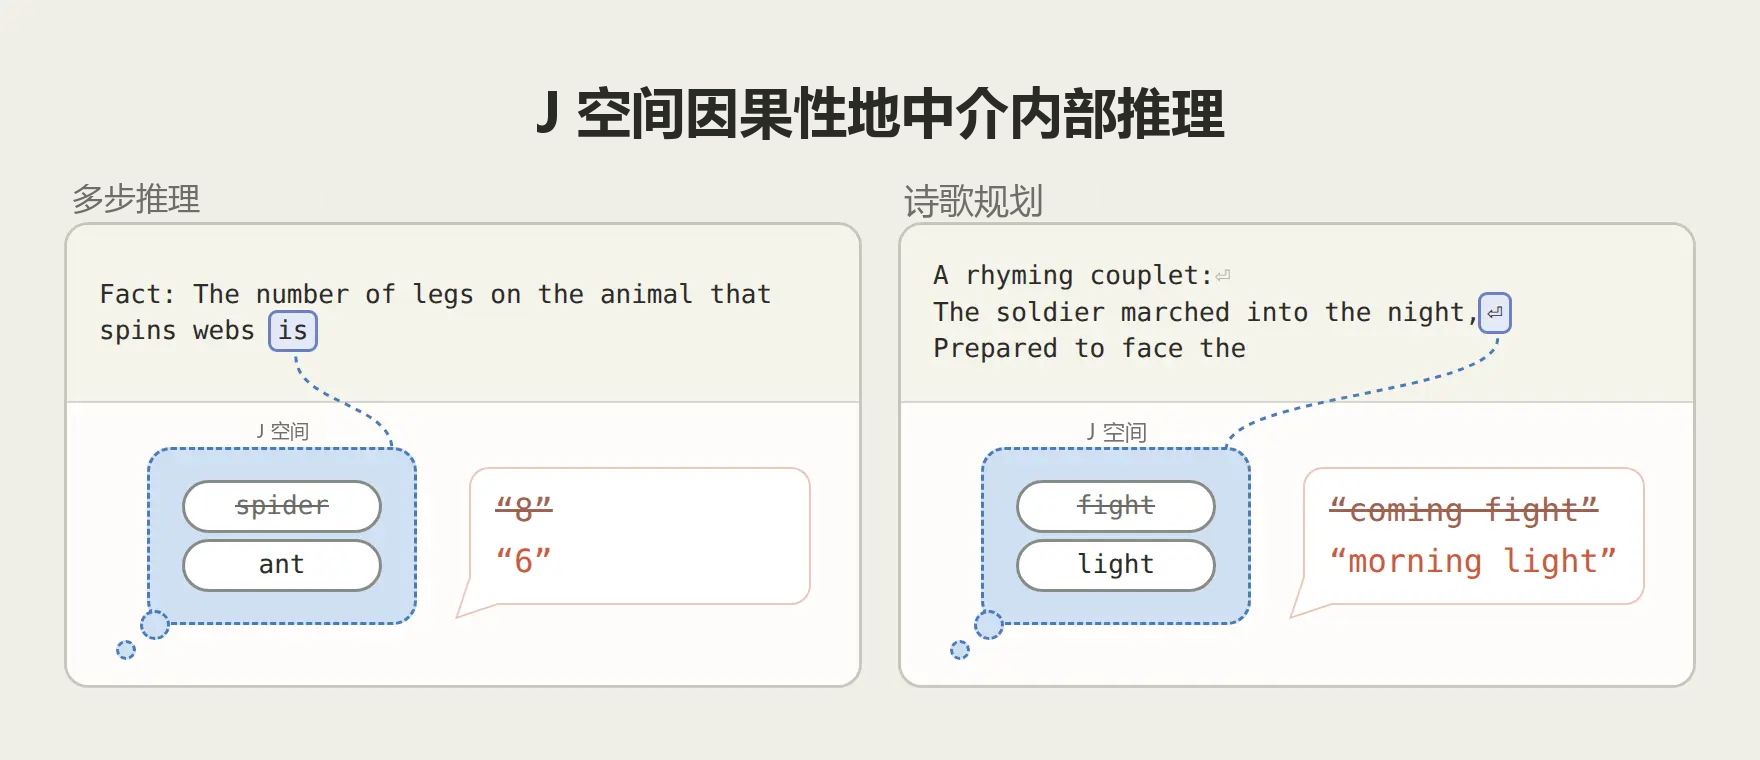 J 空间因果性地中介内部推理
多步推理
Fact: The number of legs on the animal that
spins webs is
J 空间
spider
ant
“8”
“6”
诗歌规划
A rhyming couplet:⏎
The soldier marched into the night,⏎
Prepared to face the
J 空间
fight
light
“coming fight”
“morning light”